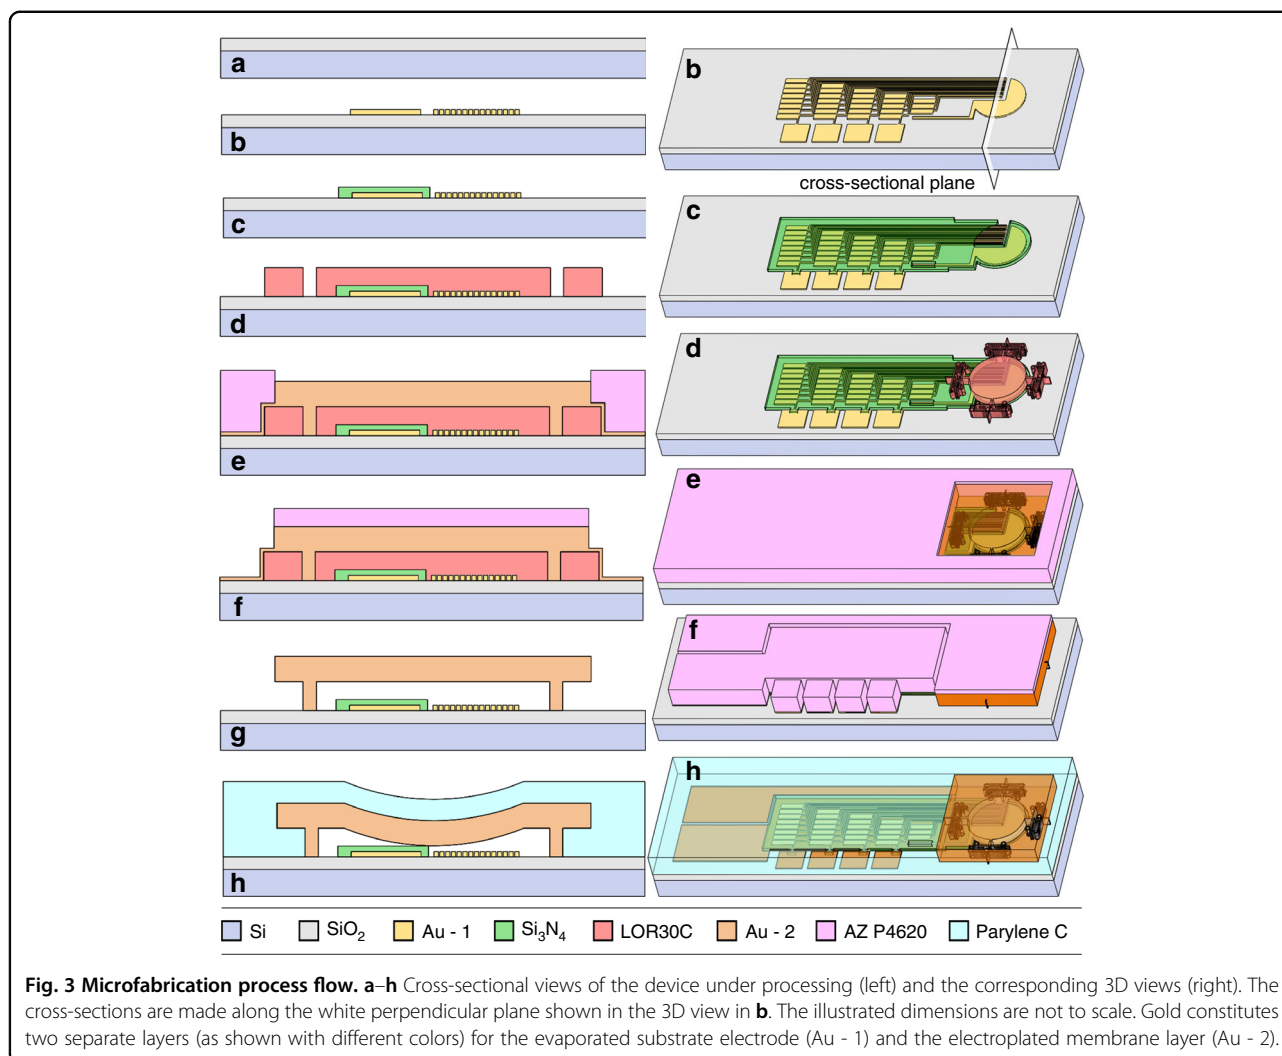 a
b
b
cross-sectional plane
c
c
d
d
e
e
f
f
g
h
h
Si SiO₂ Au - 1 Si₃N₄ LOR30C Au - 2 AZ P4620 Parylene C
Fig. 3 Microfabrication process flow. a–h Cross-sectional views of the device under processing (left) and the corresponding 3D views (right). The
cross-sections are made along the white perpendicular plane shown in the 3D view in b. The illustrated dimensions are not to scale. Gold constitutes
two separate layers (as shown with different colors) for the evaporated substrate electrode (Au - 1) and the electroplated membrane layer (Au - 2).